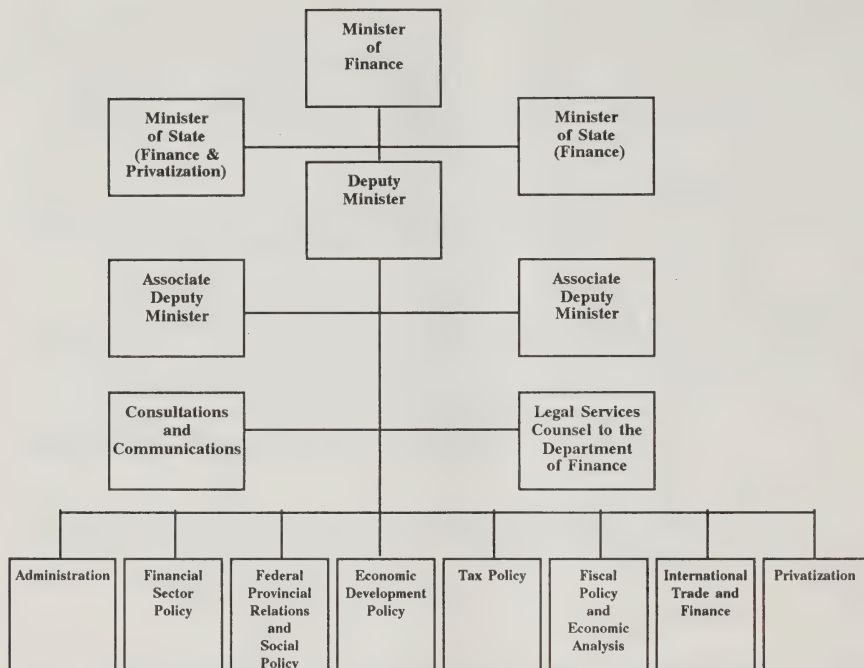 Minister
of
Finance
Minister
of State
(Finance &
Privatization)
Minister
of State
(Finance)
Deputy
Minister
Associate
Deputy
Minister
Associate
Deputy
Minister
Consultations
and
Communications
Legal Services
Counsel to the
Department
of Finance
Administration
Financial
Sector
Policy
Federal
Provincial
Relations
and
Social
Policy
Economic
Development
Policy
Tax Policy
Fiscal
Policy
and
Economic
Analysis
International
Trade and
Finance
Privatization